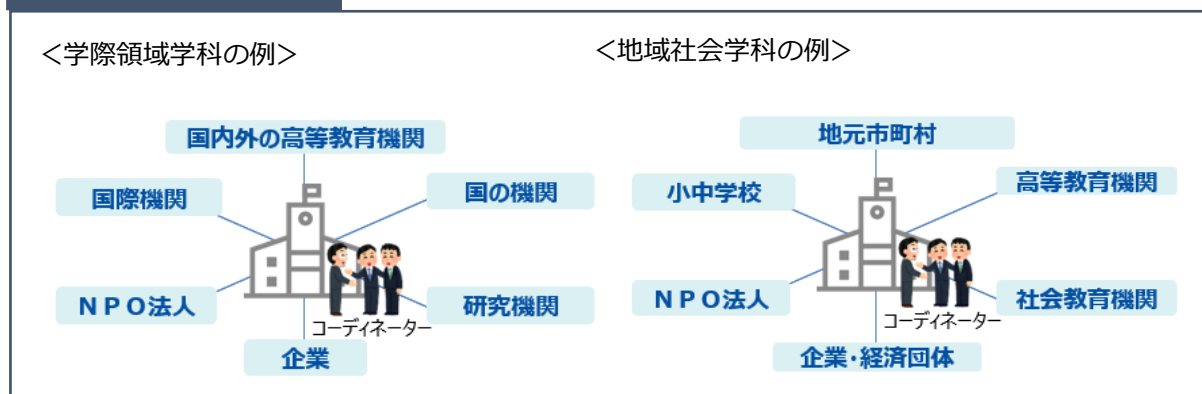 <学際領域学科の例>
国内外の高等教育機関
国際機関
国の機関
NPO法人
研究機関
コーディネーター
企業
<地域社会学科の例>
地元市町村
小中学校
高等教育機関
NPO法人
社会教育機関
コーディネーター
企業・経済団体